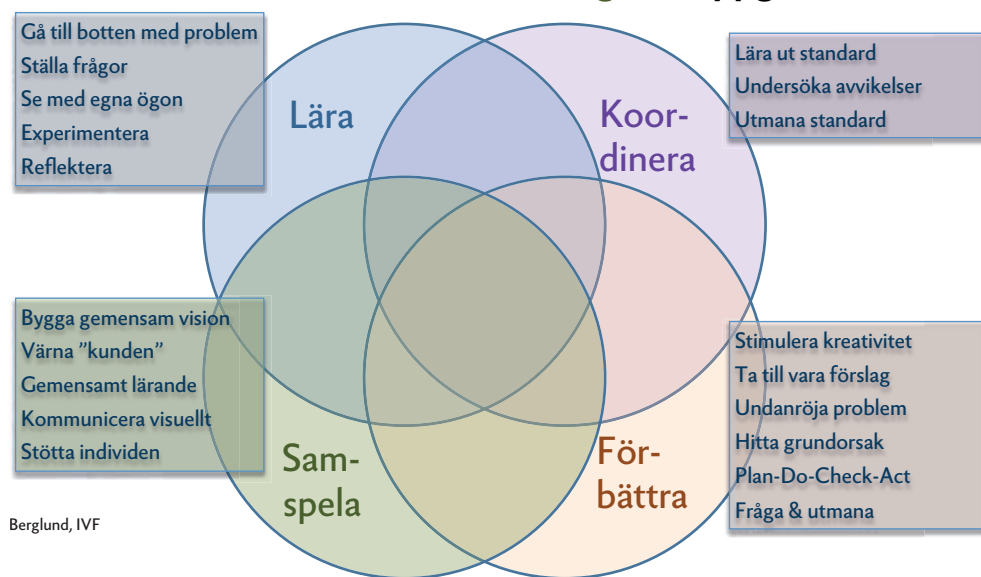 Gå till botten med problem
Ställa frågor
Se med egna ögon
Experimentera
Reflektera
Lära
Koor-
dinera
Lära ut standard
Undersöka avvikelser
Utmana standard
Bygga gemensam vision
Värna ”kunden”
Gemensamt lärande
Kommunicera visuellt
Stötta individen
Sam-
spela
För-
bättra
Stimulera kreativitet
Ta till vara förslag
Undanröja problem
Hitta grundorsak
Plan-Do-Check-Act
Fråga & utmana
Berglund, IVF